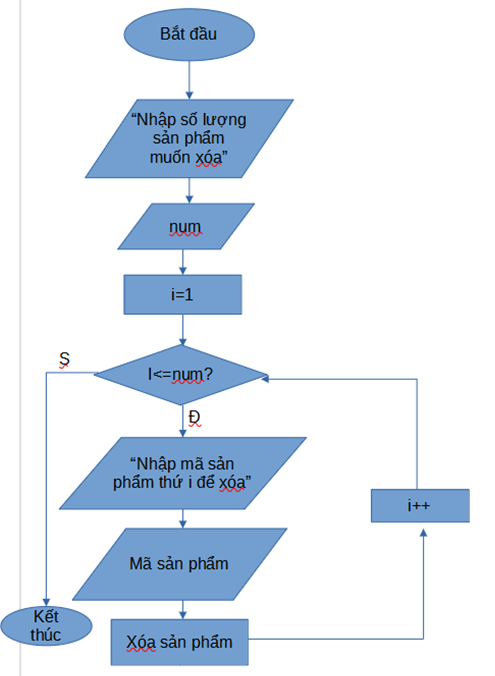 Bắt đầu
“Nhập số lượng
sản phẩm
muốn xóa”
num
i=1
S
I<=num?
Đ
“Nhập mã sản
phẩm thứ i để xóa”
i++
Mã sản phẩm
Kết
thúc
Xóa sản phẩm